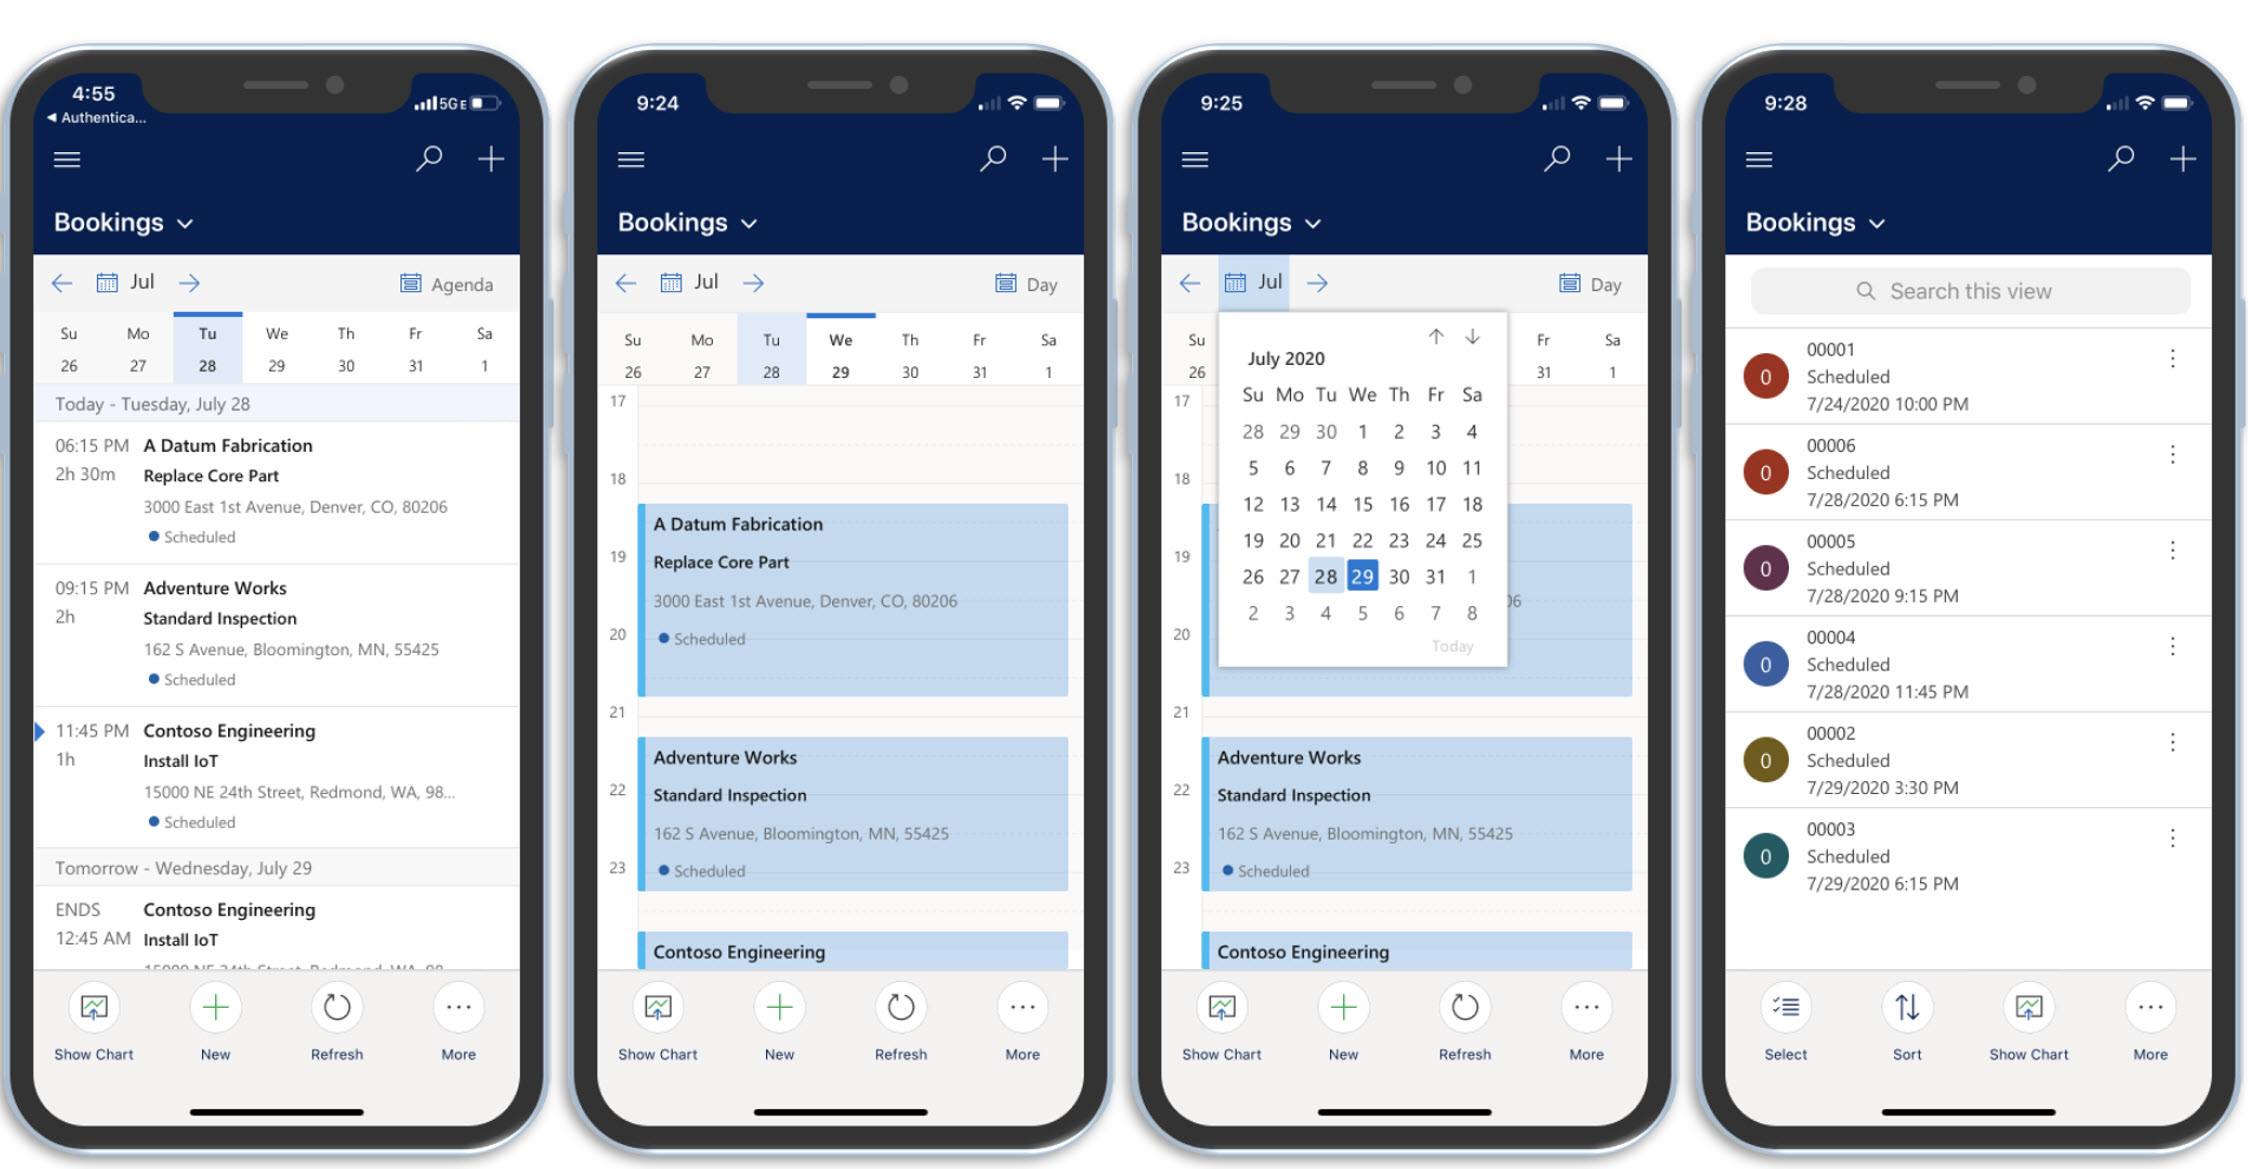 4:55
5G E
◀ Authentica...
Bookings
Jul
Agenda
Su Mo Tu We Th Fr Sa
26 27 28 29 30 31 1
Today - Tuesday, July 28
06:15 PM A Datum Fabrication
2h 30m Replace Core Part
3000 East 1st Avenue, Denver, CO, 80206
Scheduled
09:15 PM Adventure Works
2h Standard Inspection
162 S Avenue, Bloomington, MN, 55425
Scheduled
11:45 PM Contoso Engineering
1h Install IoT
15000 NE 24th Street, Redmond, WA, 98...
Scheduled
Tomorrow - Wednesday, July 29
ENDS Contoso Engineering
12:45 AM Install IoT
Show Chart New Refresh More
9:24
Bookings
Jul
Day
Su Mo Tu We Th Fr Sa
26 27 28 29 30 31 1
17
18
A Datum Fabrication
19 Replace Core Part
3000 East 1st Avenue, Denver, CO, 80206
20 Scheduled
21
Adventure Works
22 Standard Inspection
162 S Avenue, Bloomington, MN, 55425
23 Scheduled
Contoso Engineering
Show Chart New Refresh More
9:25
Bookings
Jul
Day
Su Fr Sa
26 31 1
July 2020
Su Mo Tu We Th Fr Sa
28 29 30 1 2 3 4
5 6 7 8 9 10 11
12 13 14 15 16 17 18
19 20 21 22 23 24 25
26 27 28 29 30 31 1
2 3 4 5 6 7 8
Today
17
18
19
06
20
21
Adventure Works
22 Standard Inspection
162 S Avenue, Bloomington, MN, 55425
23 Scheduled
Contoso Engineering
Show Chart New Refresh More
9:28
Bookings
Search this view
00001
0 Scheduled
7/24/2020 10:00 PM
00006
0 Scheduled
7/28/2020 6:15 PM
00005
0 Scheduled
7/28/2020 9:15 PM
00004
0 Scheduled
7/28/2020 11:45 PM
00002
0 Scheduled
7/29/2020 3:30 PM
00003
0 Scheduled
7/29/2020 6:15 PM
Select Sort Show Chart More